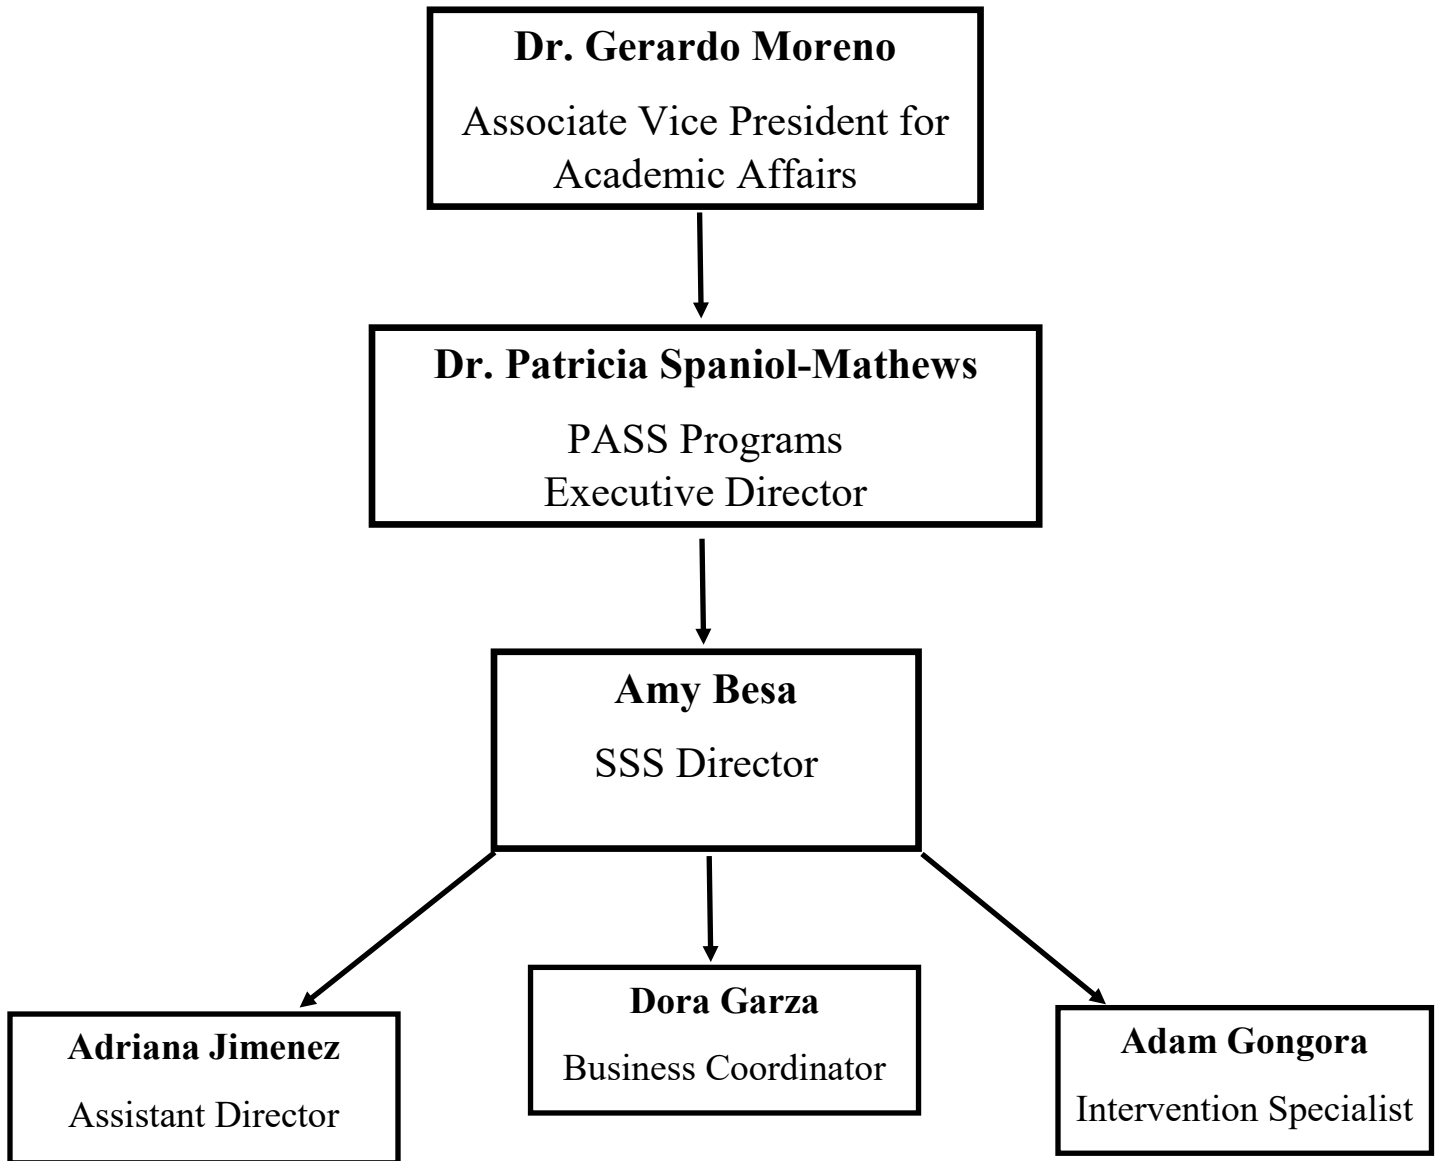 Dr. Gerardo Moreno
Associate Vice President for
Academic Affairs
Dr. Patricia Spaniol-Mathews
PASS Programs
Executive Director
Amy Besa
SSS Director
Adriana Jimenez
Assistant Director
Dora Garza
Business Coordinator
Adam Gongora
Intervention Specialist